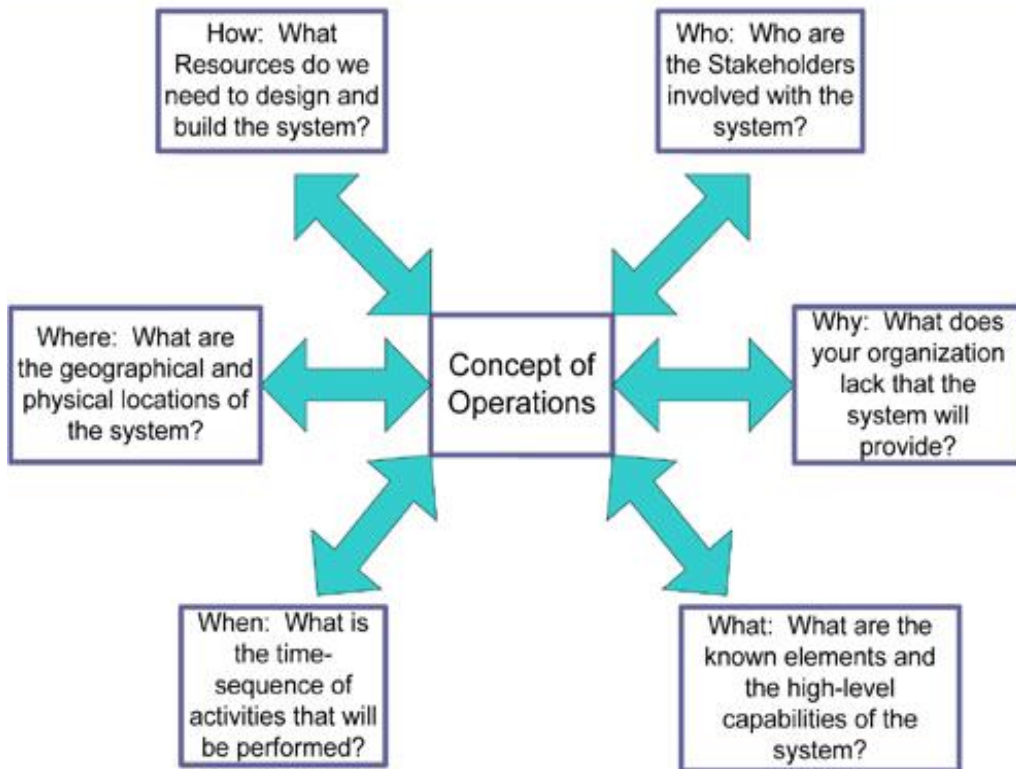 How: What
Resources do we
need to design and
build the system?
Who: Who are
the Stakeholders
involved with the
system?
Where: What are
the geographical and
physical locations of
the system?
Concept of
Operations
Why: What does
your organization
lack that the
system will
provide?
When: What is
the time-
sequence of
activities that will
be performed?
What: What are the
known elements and
the high-level
capabilities of the
system?